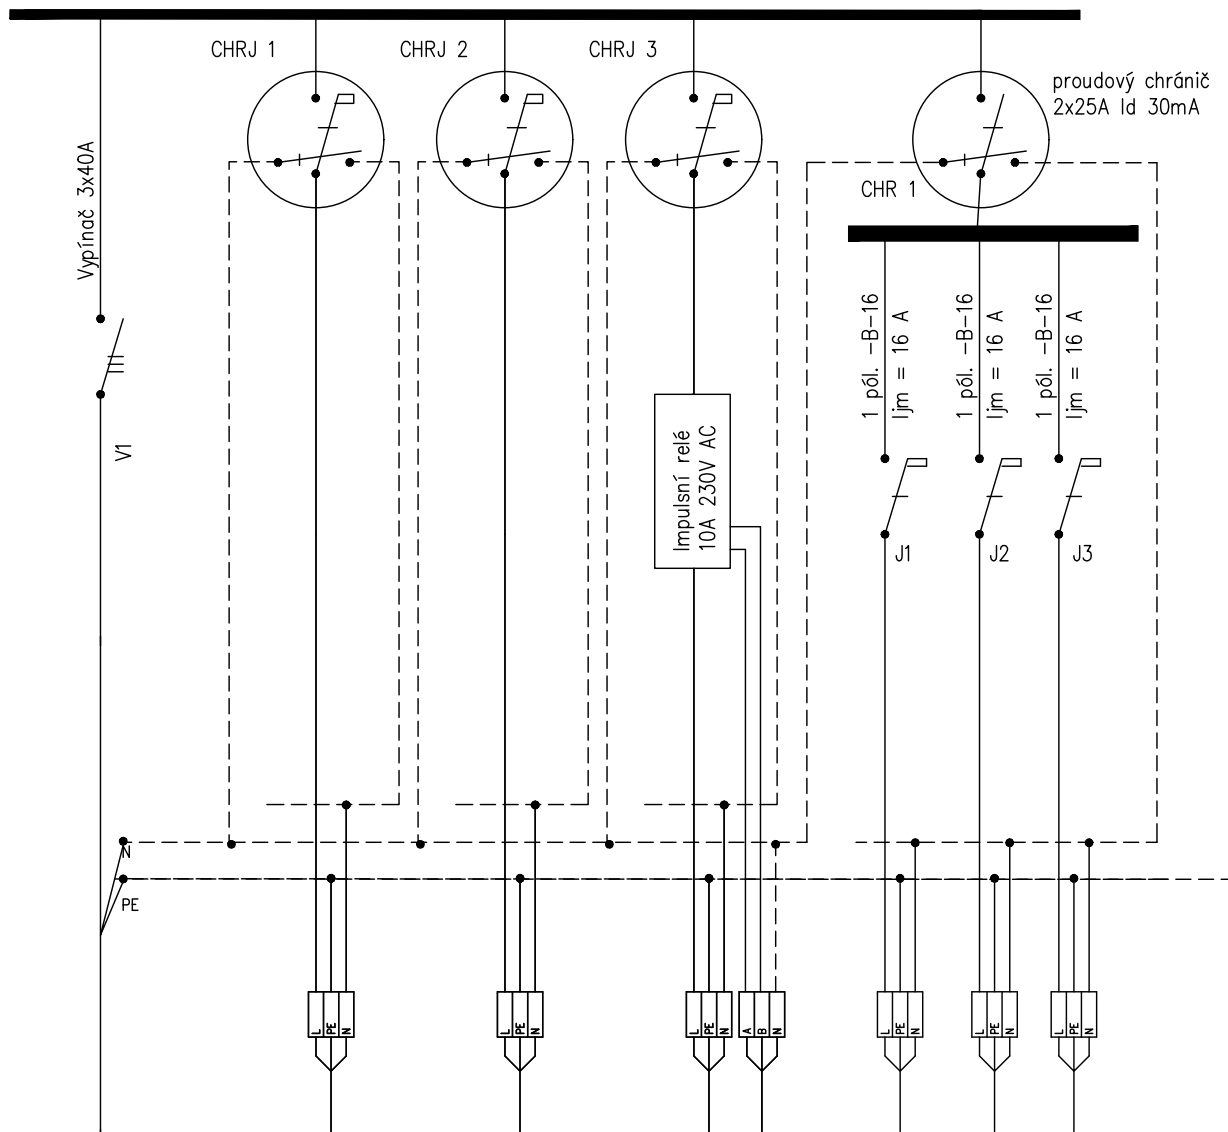 CHRJ 1
CHRJ 2
CHRJ 3
proudový chránič
2x25A Id 30mA
CHR 1
Vypínač 3x40A
V1
Impulsní relé
10A 230V AC
1 pól. -B-16
Ijm = 16 A
1 pól. -B-16
Ijm = 16 A
1 pól. -B-16
Ijm = 16 A
J1
J2
J3
N
PE
L
PE
N
L
PE
N
L
PE
N
A
B
N
L
PE
N
L
PE
N
L
PE
N